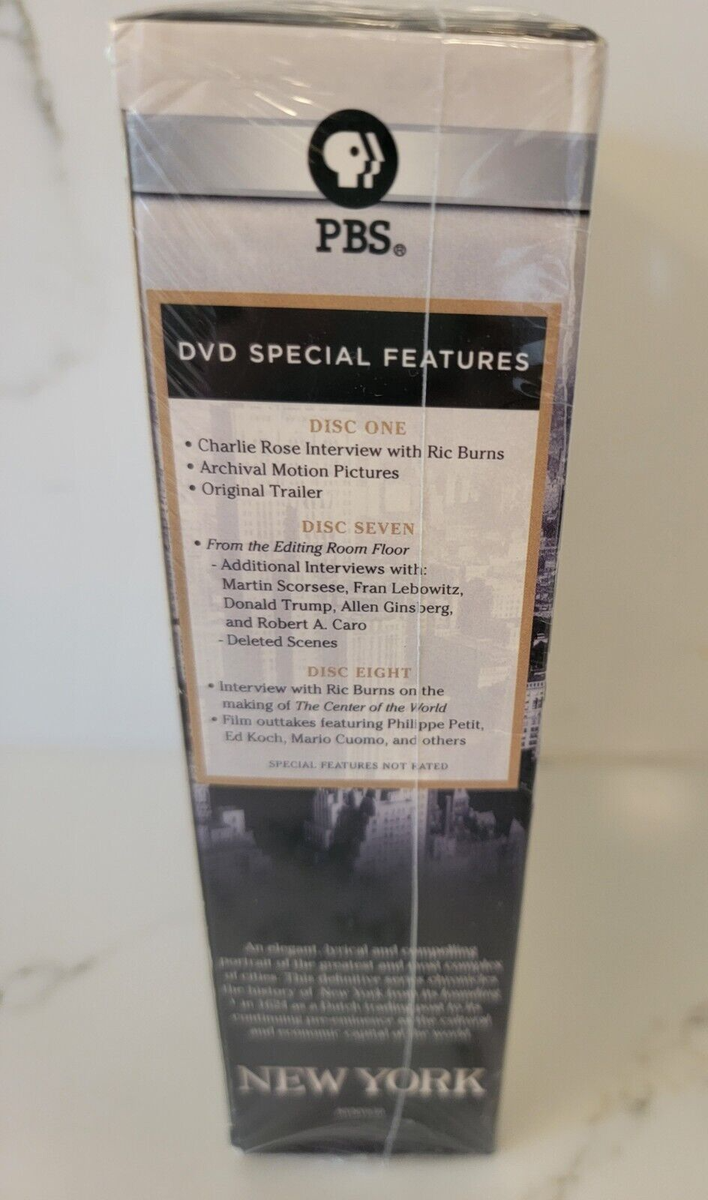 PBS®
DVD SPECIAL FEATURES
DISC ONE
• Charlie Rose Interview with Ric Burns
• Archival Motion Pictures
• Original Trailer
DISC SEVEN
• From the Editing Room Floor
- Additional Interviews with:
Martin Scorsese, Fran Lebowitz,
Donald Trump, Allen Ginsberg,
and Robert A. Caro
- Deleted Scenes
DISC EIGHT
• Interview with Ric Burns on the
making of The Center of the World
• Film outtakes featuring Philippe Petit,
Ed Koch, Mario Cuomo, and others
SPECIAL FEATURES NOT RATED
An elegant, lyrical and compelling
portrait of the greatest and most complex
of cities. This definitive series chronicles
the history of New York from its founding
in 1624 as a Dutch trading post to its
continuing pre-eminence as the cultural
and economic capital of the world.
NEW YORK